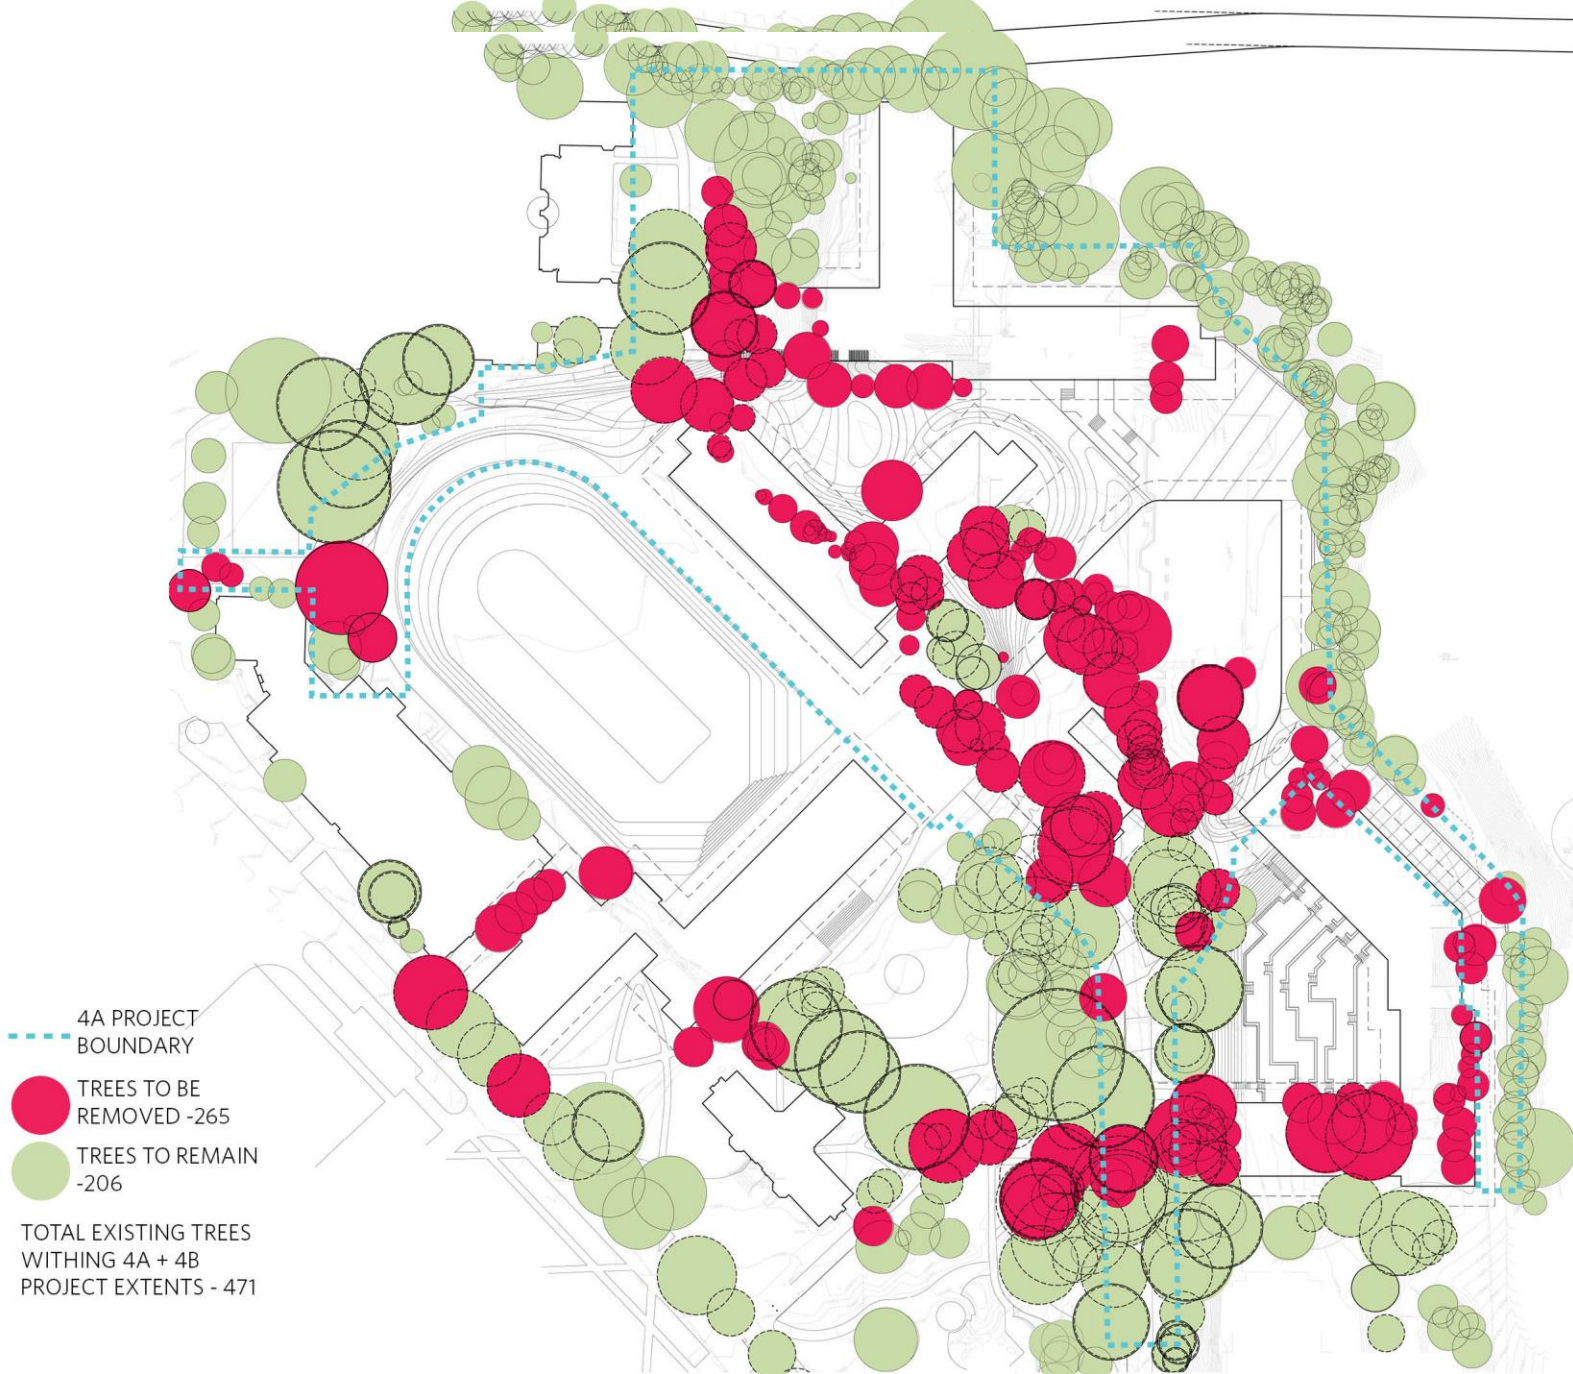 4A PROJECT
BOUNDARY
TREES TO BE
REMOVED -265
TREES TO REMAIN
-206
TOTAL EXISTING TREES
WITHING 4A + 4B
PROJECT EXTENTS - 471